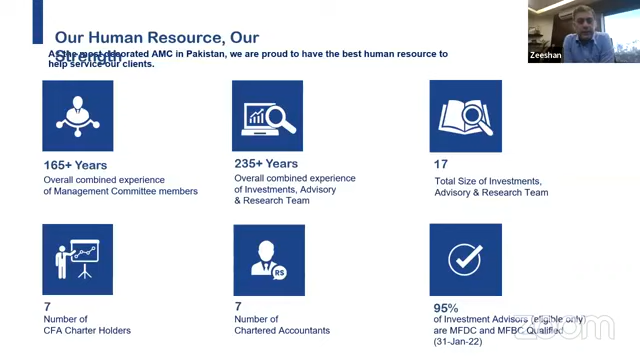 Our Human Resource, Our
Strength
As the most decorated AMC in Pakistan, we are proud to have the best human resource to
help service our clients.
Zeeshan
165+ Years
Overall combined experience
of Management Committee members
235+ Years
Overall combined experience
of Investments, Advisory
& Research Team
17
Total Size of Investments,
Advisory & Research Team
7
Number of
CFA Charter Holders
RS
7
Number of
Chartered Accountants
95%
of Investment Advisors (eligible only)
are MFDC and MFBC Qualified
(31-Jan-22)
zoom